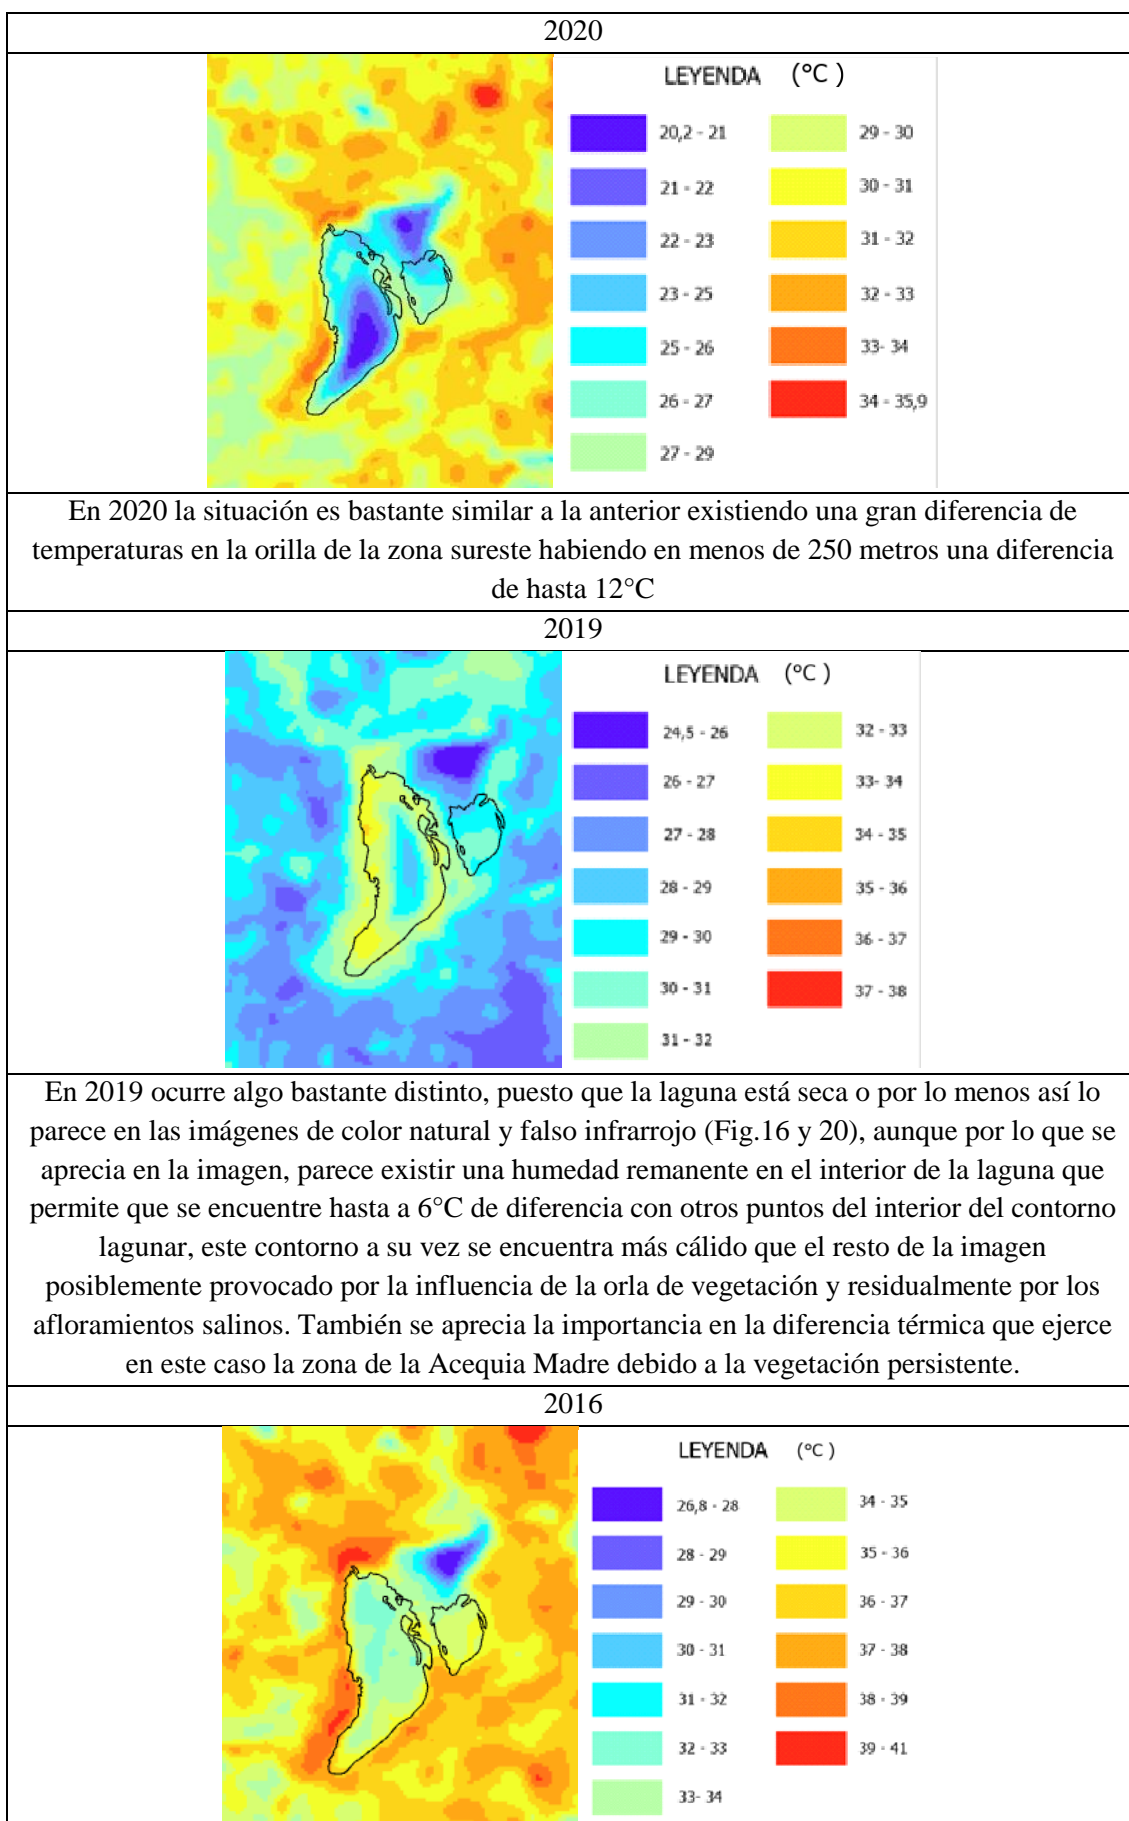 2020
LEYENDA (°C )
20,2 - 21
21 - 22
22 - 23
23 - 25
25 - 26
26 - 27
27 - 29
29 - 30
30 - 31
31 - 32
32 - 33
33- 34
34 - 35,9
En 2020 la situación es bastante similar a la anterior existiendo una gran diferencia de
temperaturas en la orilla de la zona sureste habiendo en menos de 250 metros una diferencia
de hasta 12°C
2019
LEYENDA (°C )
24,5 - 26
26 - 27
27 - 28
28 - 29
29 - 30
30 - 31
31 - 32
32 - 33
33- 34
34 - 35
35 - 36
36 - 37
37 - 38
En 2019 ocurre algo bastante distinto, puesto que la laguna está seca o por lo menos así lo
parece en las imágenes de color natural y falso infrarrojo (Fig.16 y 20), aunque por lo que se
aprecia en la imagen, parece existir una humedad remanente en el interior de la laguna que
permite que se encuentre hasta a 6°C de diferencia con otros puntos del interior del contorno
lagunar, este contorno a su vez se encuentra más cálido que el resto de la imagen
posiblemente provocado por la influencia de la orla de vegetación y residualmente por los
afloramientos salinos. También se aprecia la importancia en la diferencia térmica que ejerce
en este caso la zona de la Acequia Madre debido a la vegetación persistente.
2016
LEYENDA (°C )
26,8 - 28
28 - 29
29 - 30
30 - 31
31 - 32
32 - 33
33- 34
34 - 35
35 - 36
36 - 37
37 - 38
38 - 39
39 - 41